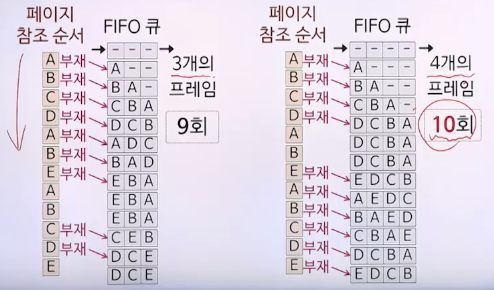 페이지
참조 순서
FIFO 큐
- - -
A 부재 A - -
B 부재 B A -
C 부재 C B A
D 부재 D C B
A 부재 A D C
B 부재 B A D
E 부재 E B A
A E B A
B E B A
C 부재 C E B
D 부재 D C E
E D C E
3개의
프레임
9회
페이지
참조 순서
FIFO 큐
- - - -
A 부재 A - - -
B 부재 B A - -
C 부재 C B A -
D 부재 D C B A
A D C B A
B D C B A
E 부재 E D C B
A 부재 A E D C
B 부재 B A E D
C 부재 C B A E
D 부재 D C B A
E 부재 E D C B
4개의
프레임
10회